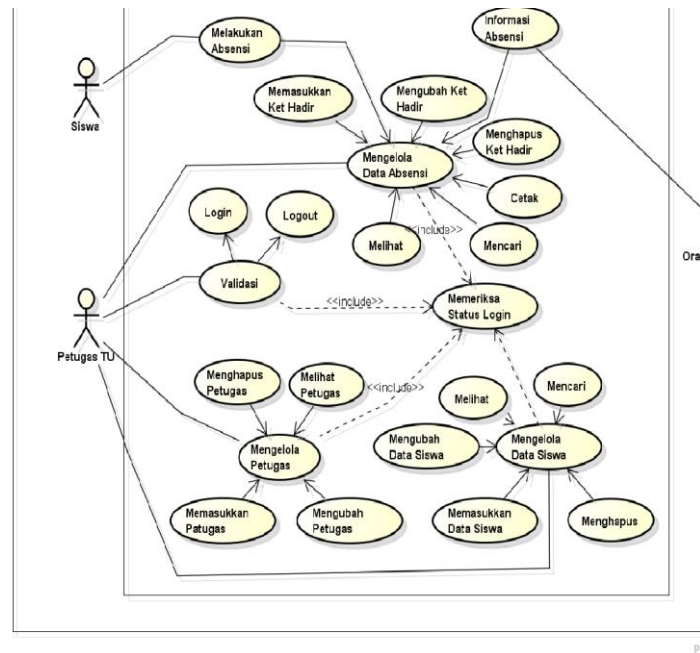 Informasi
Absensi
Melakukan
Absensi
Siswa
Memasukkan
Ket Hadir
Mengubah Ket
Hadir
Menghapus
Ket Hadir
Mengelola
Data Absensi
Cetak
Login
Logout
Melihat
<<include>>
Mencari
Validasi
<<include>>
Memeriksa
Status Login
Petugas TU
Menghapus
Petugas
Melihat
Petugas
<<include>>
Melihat
Mencari
Mengubah
Data Siswa
Mengelola
Data Siswa
Mengelola
Petugas
Memasukkan
Patugas
Mengubah
Petugas
Memasukkan
Data Siswa
Menghapus
Ora